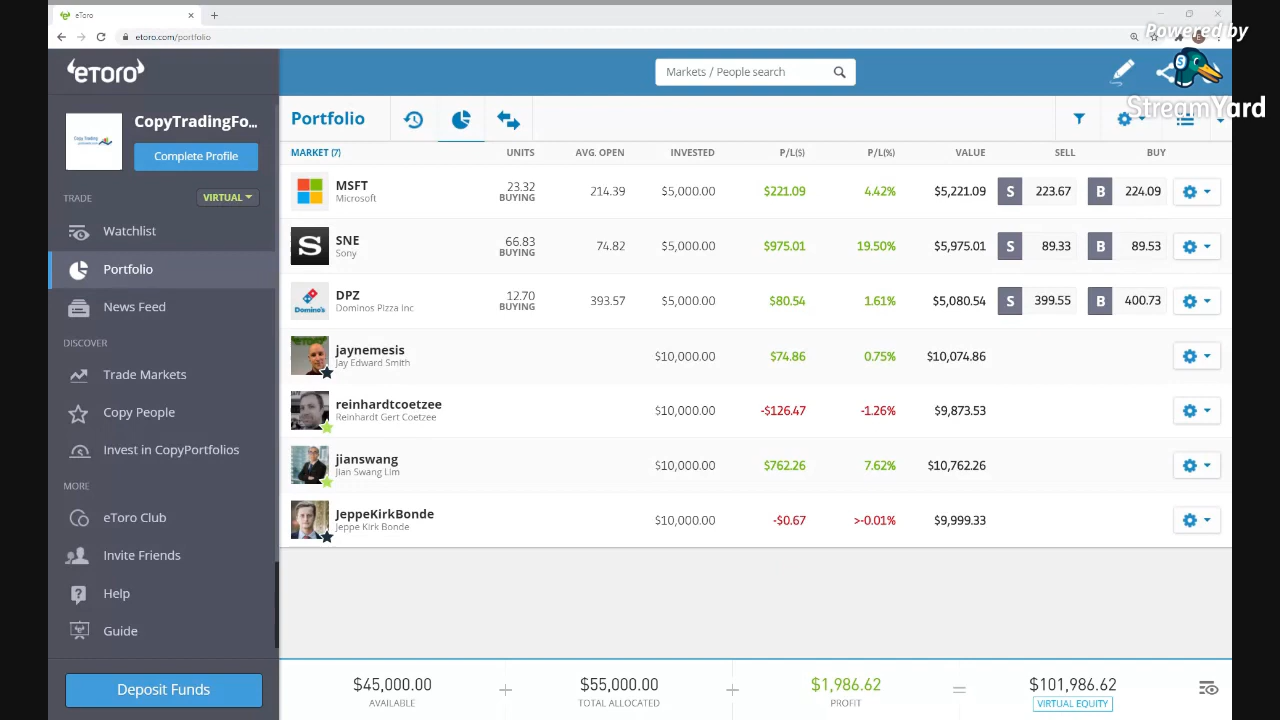 eToro
etoro.com/portfolio
Powered by
StreamYard
eTORO
Markets / People search
CopyTradingFo...
Complete Profile
TRADE
VIRTUAL
Watchlist
Portfolio
News Feed
DISCOVER
Trade Markets
Copy People
Invest in CopyPortfolios
MORE
eToro Club
Invite Friends
Help
Guide
Deposit Funds
Portfolio
MARKET (7) UNITS AVG. OPEN INVESTED P/L($) P/L(%) VALUE SELL BUY
MSFT 23.32 214.39 $5,000.00 $221.09 4.42% $5,221.09 S 223.67 B 224.09
Microsoft BUYING
SNE 66.83 74.82 $5,000.00 $975.01 19.50% $5,975.01 S 89.33 B 89.53
Sony BUYING
DPZ 12.70 393.57 $5,000.00 $80.54 1.61% $5,080.54 S 399.55 B 400.73
Dominos Pizza Inc BUYING
jaynemesis $10,000.00 $74.86 0.75% $10,074.86
Jay Edward Smith
reinhardtcoetzee $10,000.00 -$126.47 -1.26% $9,873.53
Reinhardt Gert Coetzee
jianswang $10,000.00 $762.26 7.62% $10,762.26
Jian Swang Lim
JeppeKirkBonde $10,000.00 -$0.67 >-0.01% $9,999.33
Jeppe Kirk Bonde
$45,000.00 + $55,000.00 + $1,986.62 = $101,986.62
AVAILABLE TOTAL ALLOCATED PROFIT VIRTUAL EQUITY